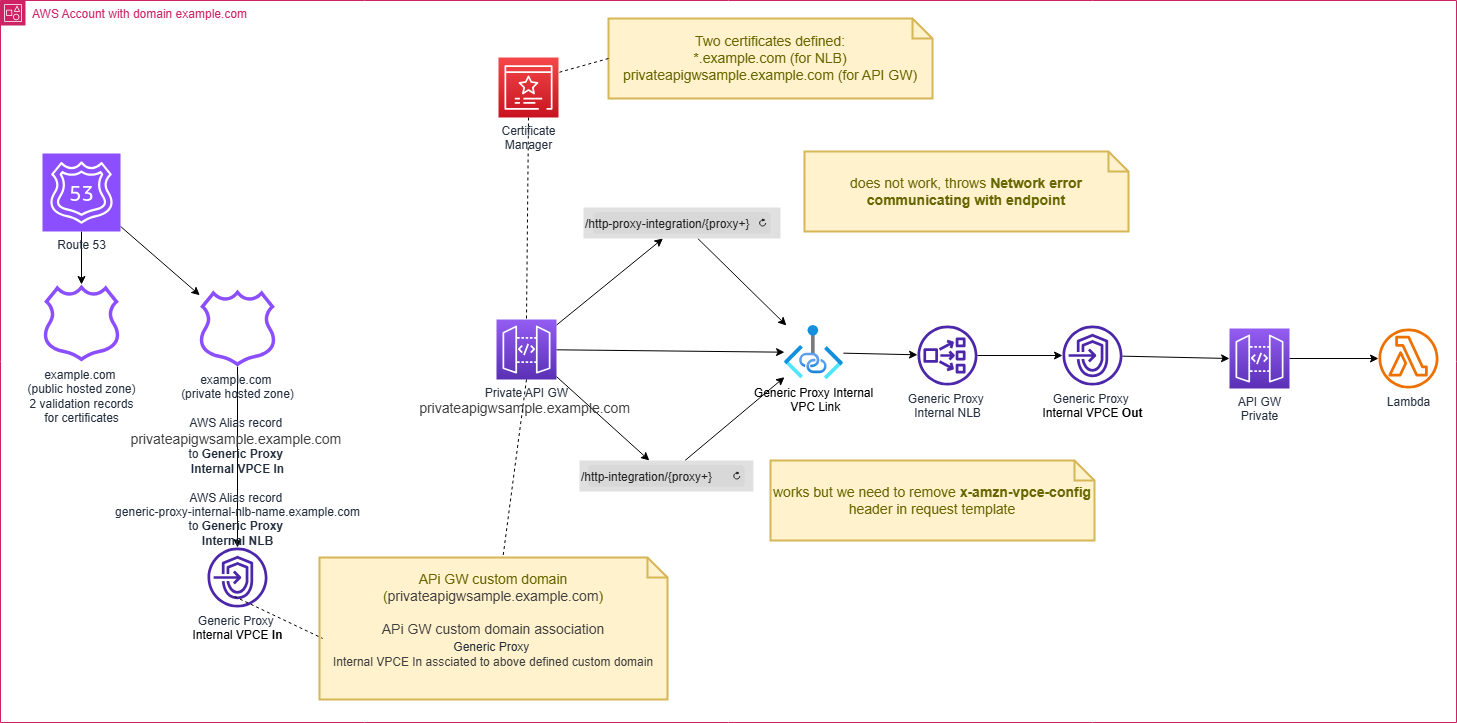 AWS Account with domain example.com
Two certificates defined:
*.example.com (for NLB)
privateapigwsample.example.com (for API GW)
Certificate
Manager
does not work, throws Network error
communicating with endpoint
53
Route 53
/http-proxy-integration/{proxy+}
example.com
(public hosted zone)
2 validation records
for certificates
example.com
(private hosted zone)
AWS Alias record
privateapigwsample.example.com
to Generic Proxy
Internal VPCE In
AWS Alias record
generic-proxy-internal-nlb-name.example.com
to Generic Proxy
Internal NLB
Generic Proxy
Internal VPCE In
Private API GW
privateapigwsample.example.com
Generic Proxy Internal
VPC Link
Generic Proxy
Internal NLB
Generic Proxy
Internal VPCE Out
API GW
Private
Lambda
/http-integration/{proxy+}
works but we need to remove x-amzn-vpce-config
header in request template
APi GW custom domain
(privateapigwsample.example.com)
APi GW custom domain association
Generic Proxy
Internal VPCE In assciated to above defined custom domain